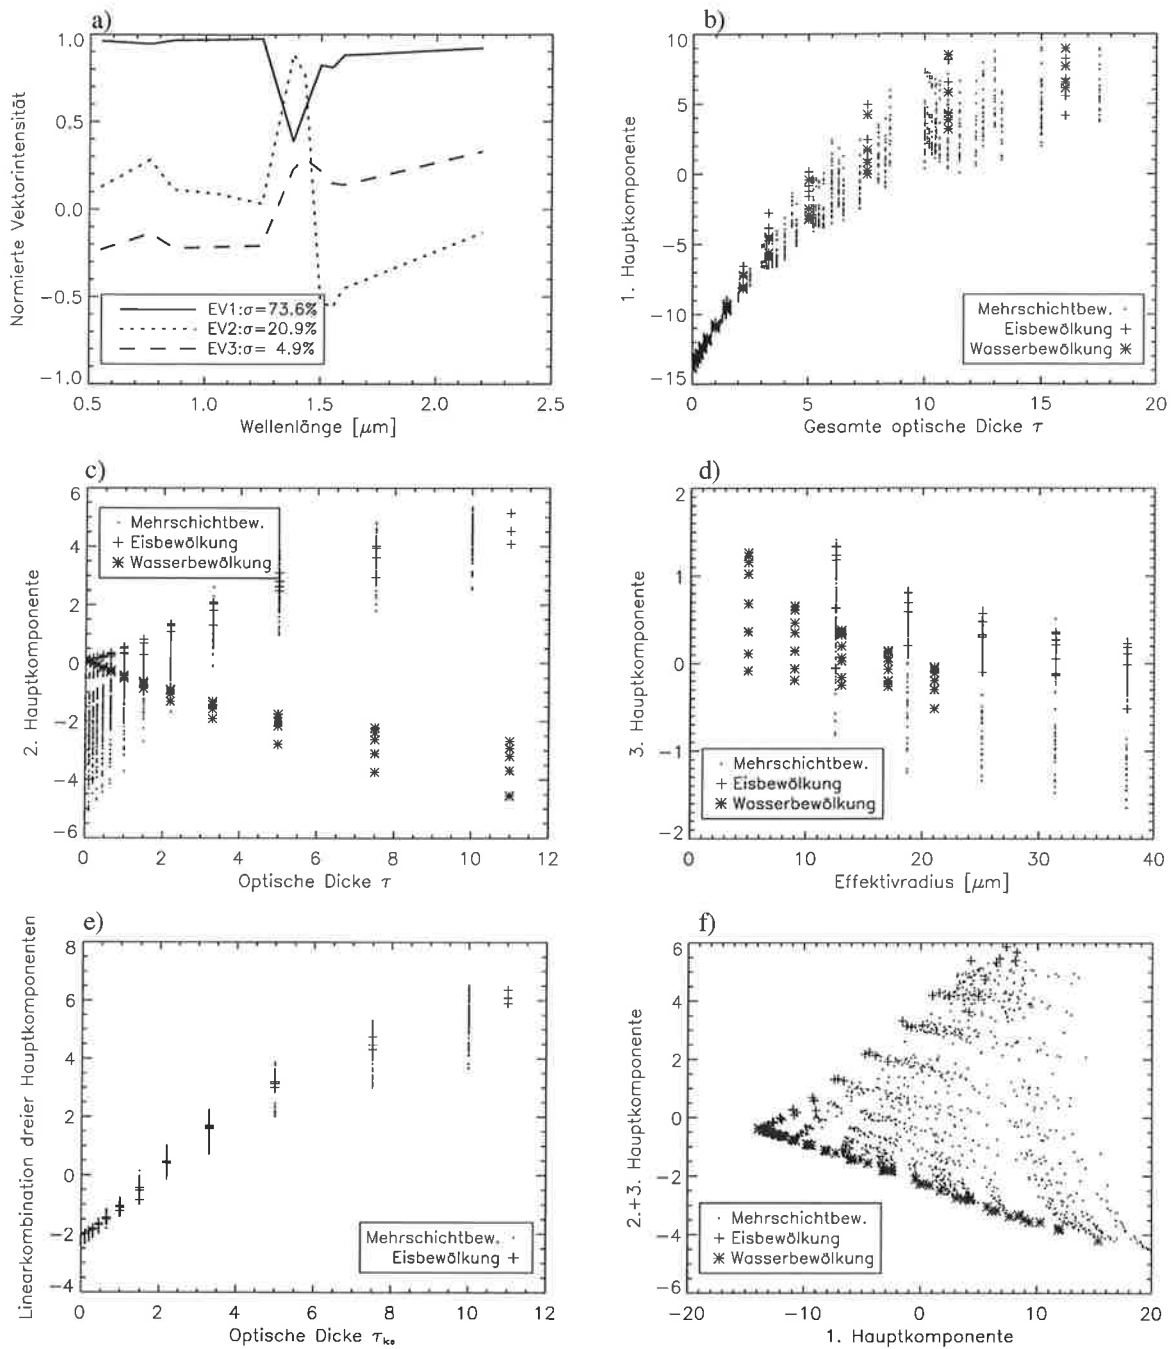 a)
1.0
0.5
0.0
−0.5
−1.0
Normierte Vektorintensität
EV1:σ=73.6%
EV2:σ=20.9%
EV3:σ= 4.9%
0.5 1.0 1.5 2.0 2.5
Wellenlänge [μm]
b)
10
5
0
−5
−10
−15
1. Hauptkomponente
Mehrschichtbew.
Eisbewölkung +
Wasserbewölkung ✱
0 5 10 15 20
Gesamte optische Dicke τ
c)
6
4
2
0
−2
−4
−6
2. Hauptkomponente
Mehrschichtbew.
+ Eisbewölkung
✱ Wasserbewölkung
0 2 4 6 8 10 12
Optische Dicke τ
d)
2
1
0
−1
−2
3. Hauptkomponente
Mehrschichtbew.
+ Eisbewölkung
✱ Wasserbewölkung
0 10 20 30 40
Effektivradius [μm]
e)
8
6
4
2
0
−2
−4
Linearkombination dreier Hauptkomponenten
Mehrschichtbew.
Eisbewölkung +
0 2 4 6 8 10 12
Optische Dicke τ
f)
6
4
2
0
−2
−4
−6
2.+3. Hauptkomponente
Mehrschichtbew.
+ Eisbewölkung
✱ Wasserbewölkung
−20 −10 0 10 20
1. Hauptkomponente